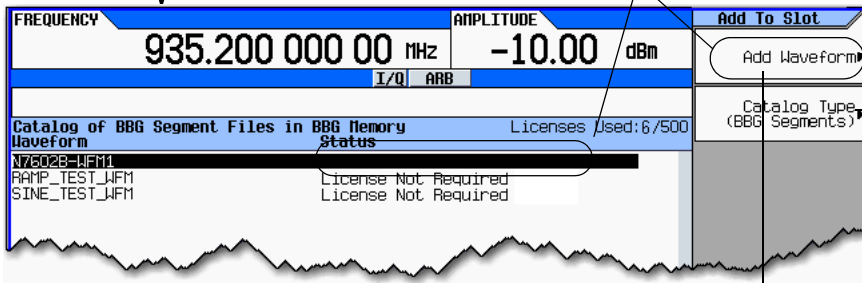 FREQUENCY
AMPLITUDE
Add To Slot
935.200 000 00 MHz
-10.00 dBm
Add Waveform
I/Q ARB
Catalog Type
(BBG Segments)
Catalog of BBG Segment Files in BBG Memory
Licenses Used:6/500
Waveform Status
N7602B-WFM1
RAMP_TEST_WFM License Not Required
SINE_TEST_WFM License Not Required